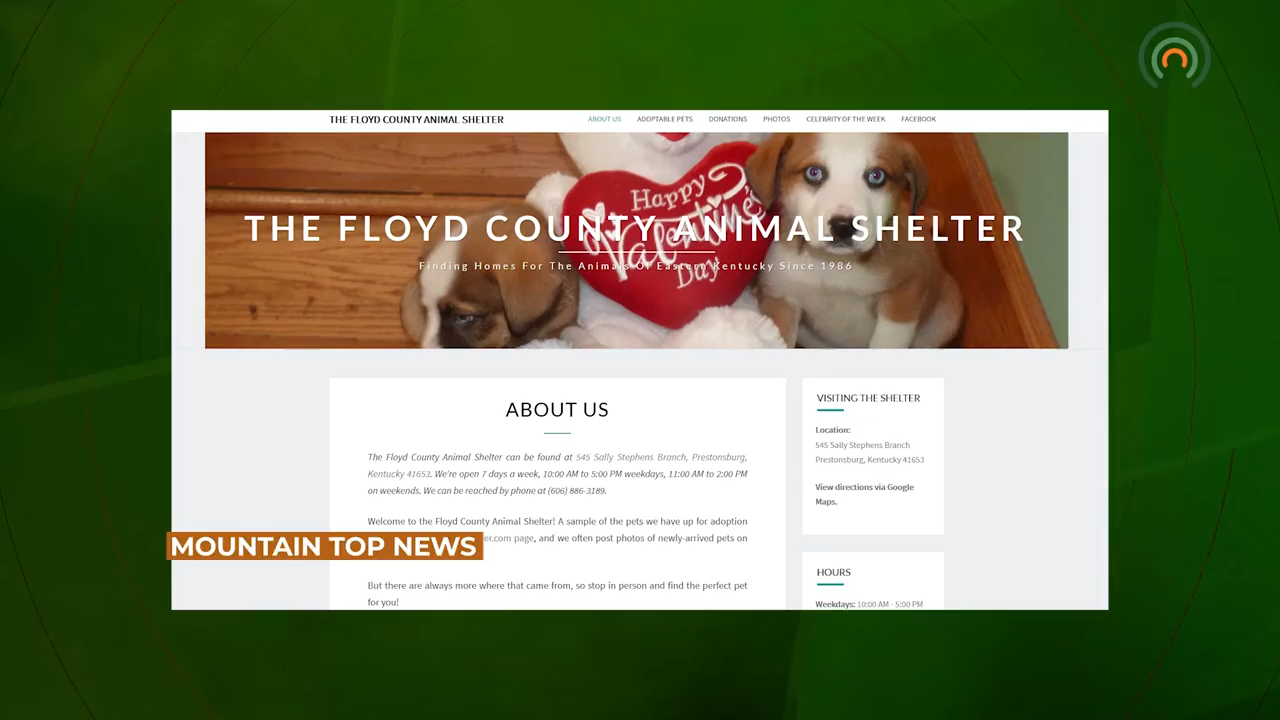 THE FLOYD COUNTY ANIMAL SHELTER
ABOUT US ADOPTABLE PETS DONATIONS PHOTOS CELEBRITY OF THE WEEK FACEBOOK
Happy
Valentine's
Day
THE FLOYD COUNTY ANIMAL SHELTER
Finding Homes For The Animals Of Eastern Kentucky Since 1986
ABOUT US
The Floyd County Animal Shelter can be found at 545 Sally Stephens Branch, Prestonsburg,
Kentucky 41653. We're open 7 days a week, 10:00 AM to 5:00 PM weekdays, 11:00 AM to 2:00 PM
on weekends. We can be reached by phone at (606) 886-3189.
Welcome to the Floyd County Animal Shelter! A sample of the pets we have up for adoption
er.com page, and we often post photos of newly-arrived pets on
But there are always more where that came from, so stop in person and find the perfect pet
for you!
VISITING THE SHELTER
Location:
545 Sally Stephens Branch
Prestonsburg, Kentucky 41653
View directions via Google
Maps.
HOURS
Weekdays: 10:00 AM - 5:00 PM
MOUNTAIN TOP NEWS